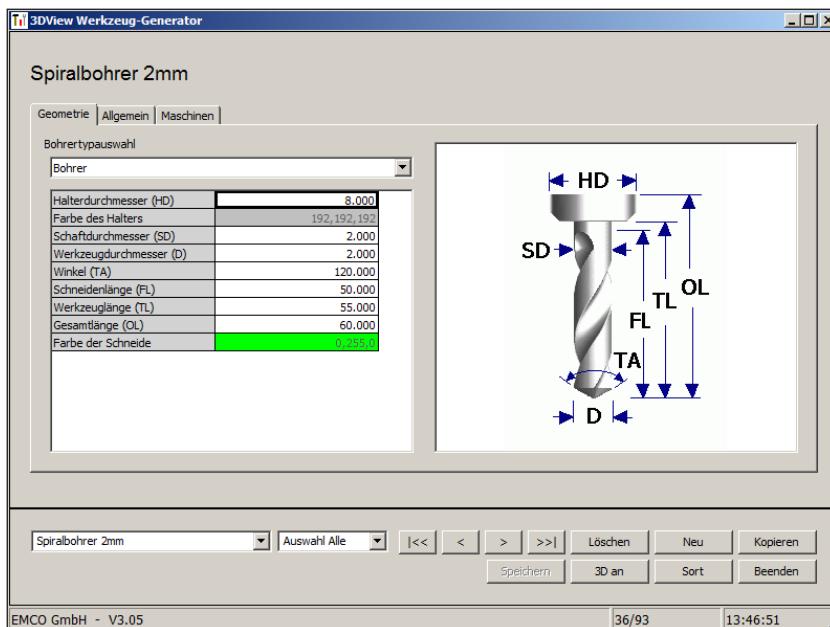 3DView Werkzeug-Generator
Spiralbohrer 2mm
Geometrie Allgemein Maschinen
Bohrertypauswahl
Bohrer
Halterdurchmesser (HD) 8.000
Farbe des Halters 192,192,192
Schaftdurchmesser (SD) 2.000
Werkzeugdurchmesser (D) 2.000
Winkel (TA) 120.000
Schneidenlänge (FL) 50.000
Werkzeuglänge (TL) 55.000
Gesamtlänge (OL) 60.000
Farbe der Schneide 0,255,0
HD
SD
OL
TL
FL
TA
D
Spiralbohrer 2mm Auswahl Alle |<< < > >>| Löschen Neu Kopieren
Speichern 3D an Sort Beenden
EMCO GmbH - V3.05 36/93 13:46:51